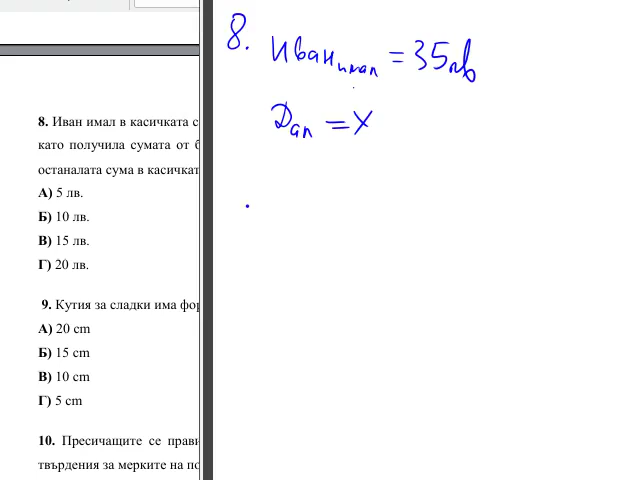 8. Иван имал в касичката с
като получила сумата от
останалата сума в касичкат
А) 5 лв.
Б) 10 лв.
В) 15 лв.
Г) 20 лв.
9. Кутия за сладки има фор
А) 20 cm
Б) 15 cm
В) 10 cm
Г) 5 cm
10. Пресичащите се прави
твърдения за мерките на по
8. Иван имал = 35лв
Дал = x